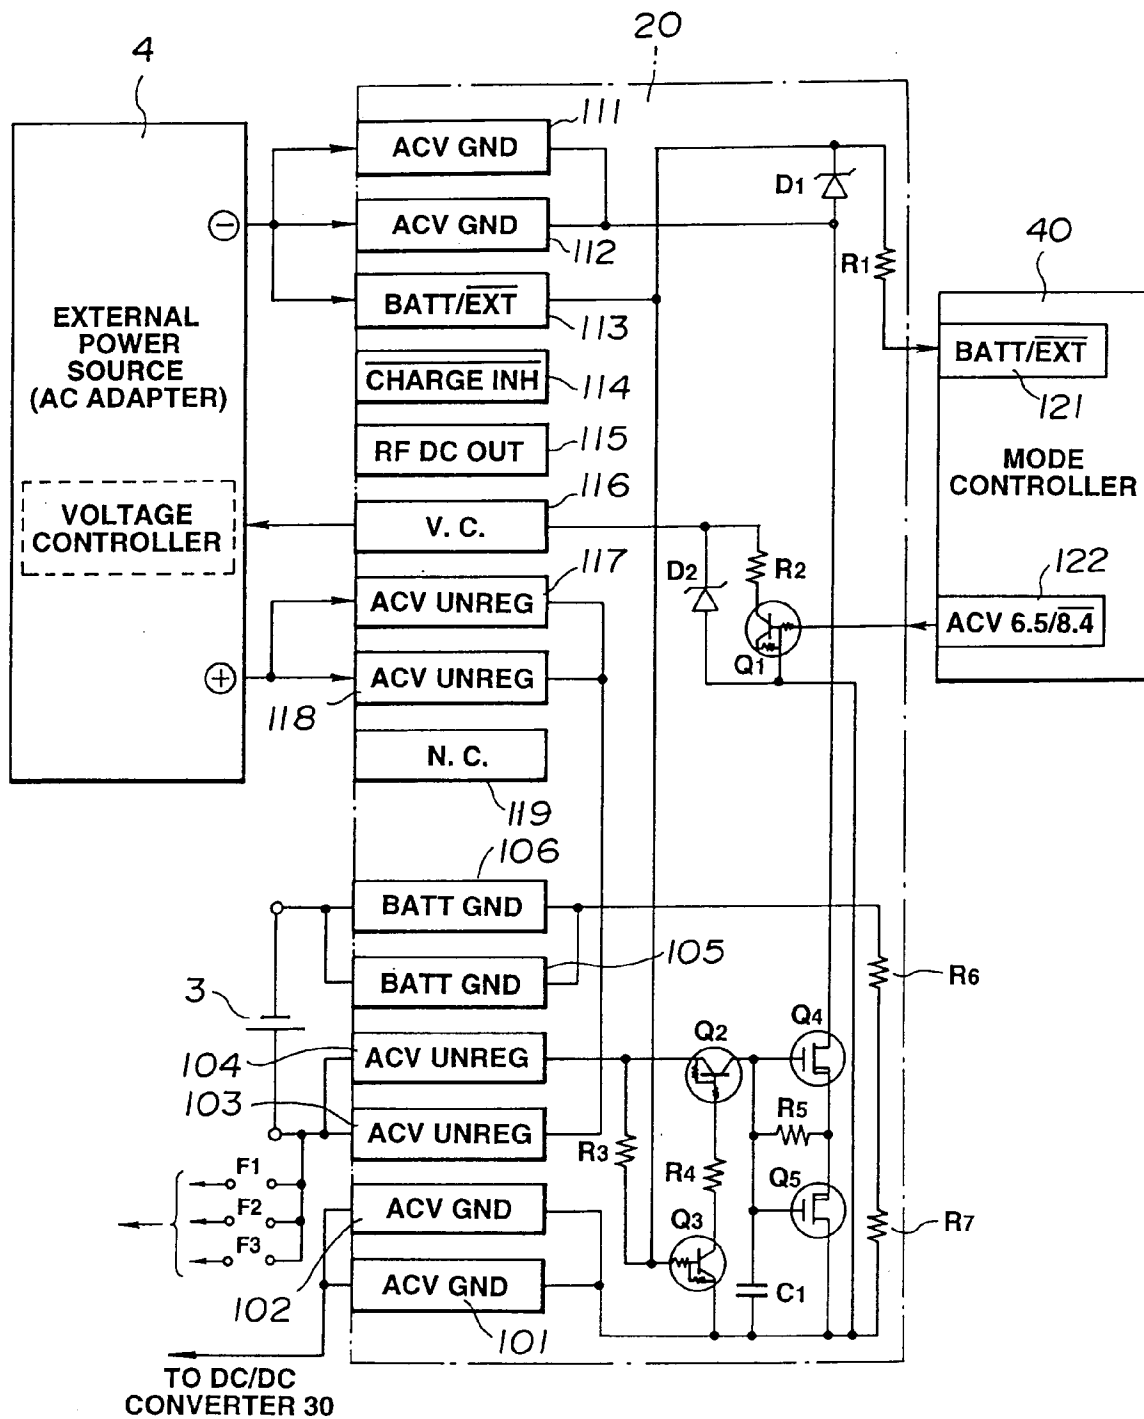 20
4
111
ACV GND
D1
ACV GND
112
R1
40
BATT/EXT
113
EXTERNAL
POWER
SOURCE
(AC ADAPTER)
BATT/EXT
121
CHARGE INH
114
RF DC OUT
115
MODE
CONTROLLER
116
VOLTAGE
CONTROLLER
V. C.
117
D2
R2
122
ACV UNREG
ACV 6.5/8.4
Q1
ACV UNREG
118
N. C.
119
106
BATT GND
105
BATT GND
R6
3
Q2
Q4
104
ACV UNREG
103
ACV UNREG
R3
R5
F1
R4
Q5
F2
ACV GND
Q3
R7
F3
102
ACV GND
C1
101
TO DC/DC
CONVERTER 30